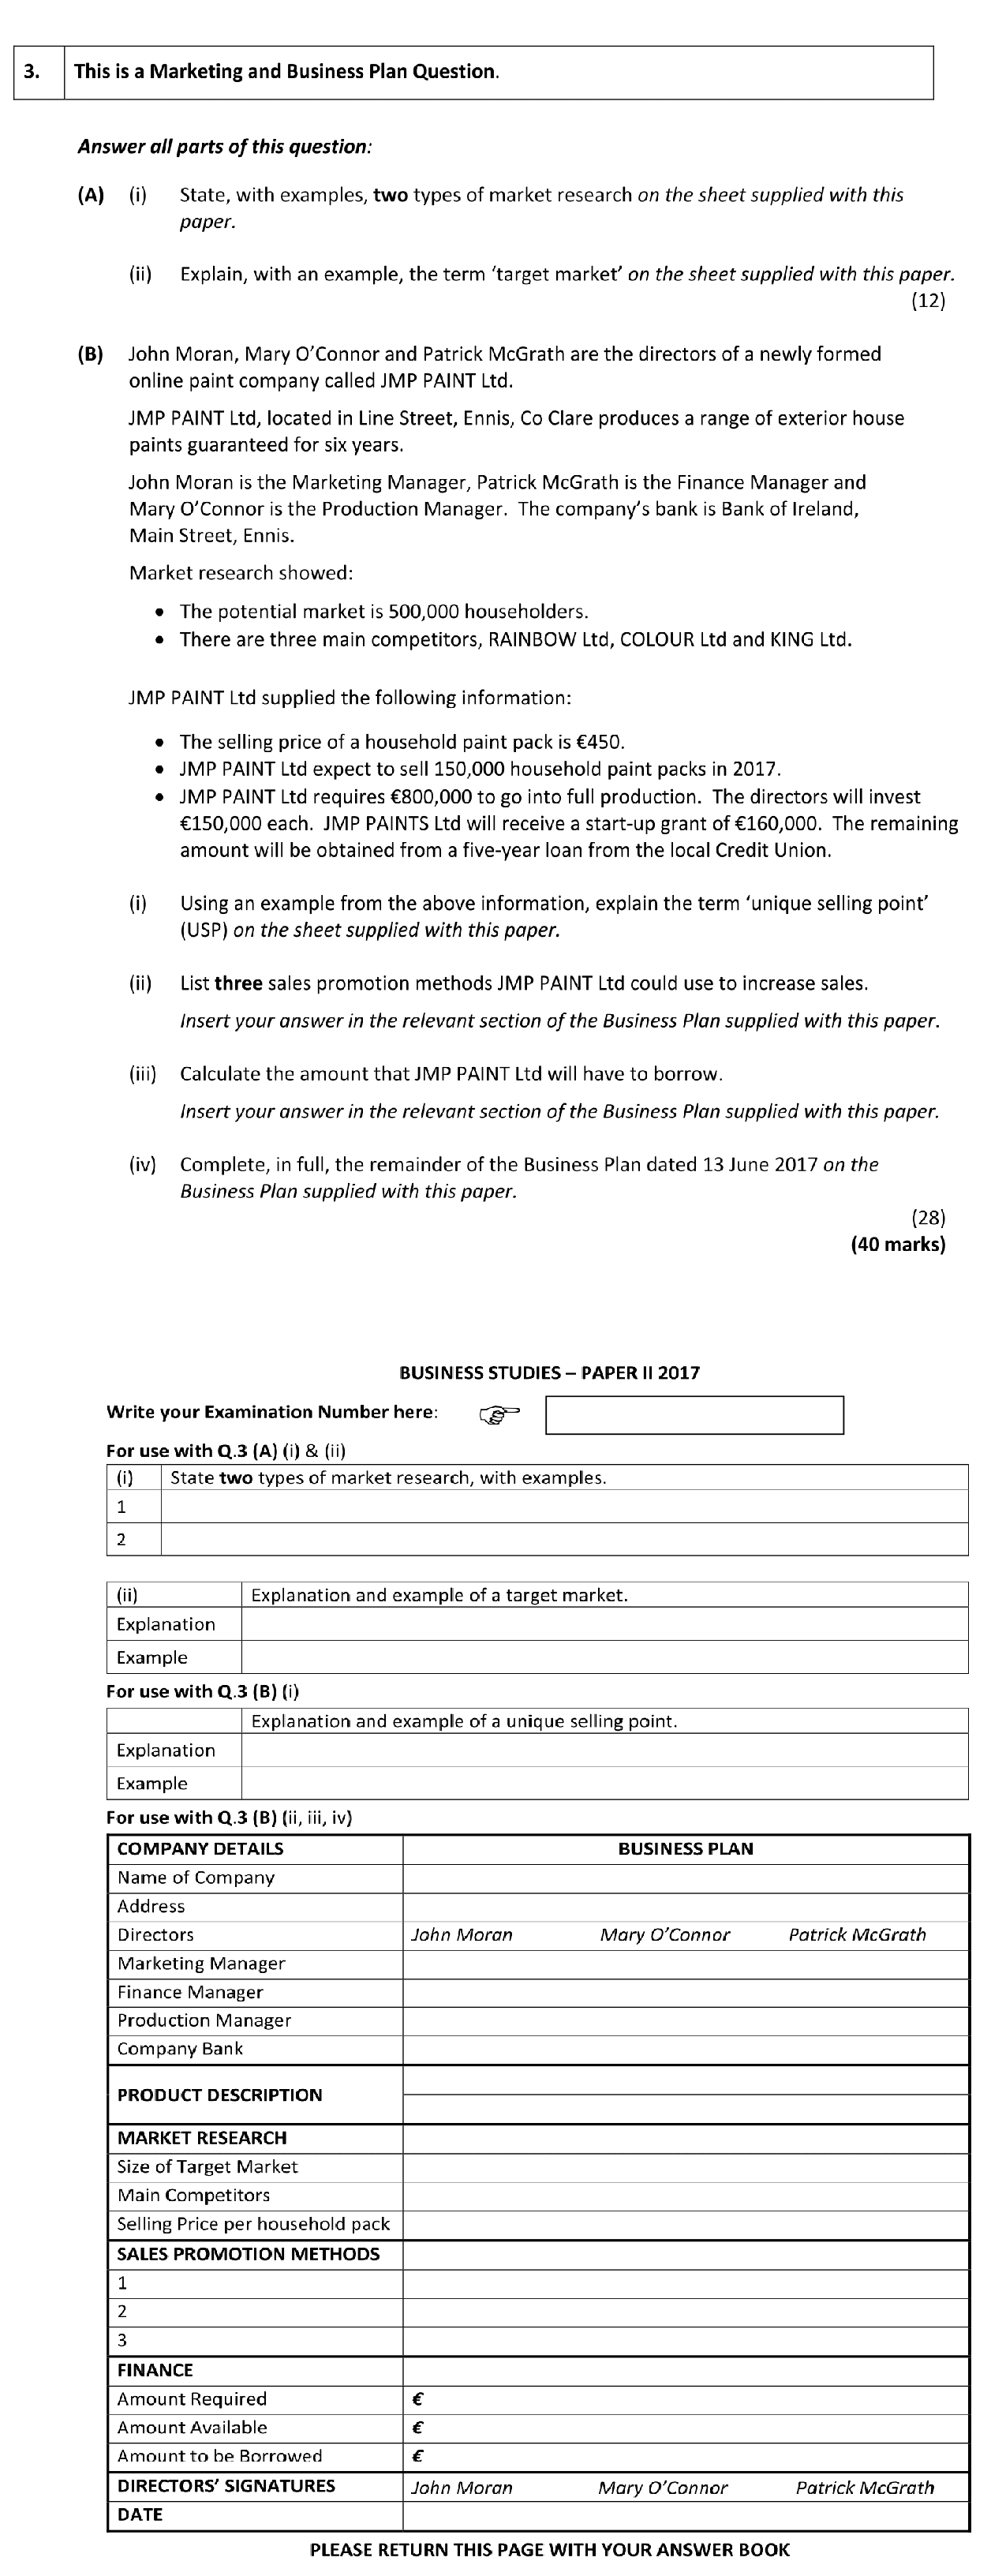 3. This is a Marketing and Business Plan Question.
Answer all parts of this question:
(A) (i) State, with examples, two types of market research on the sheet supplied with this
paper.
(ii) Explain, with an example, the term ‘target market’ on the sheet supplied with this paper.
(12)
(B) John Moran, Mary O’Connor and Patrick McGrath are the directors of a newly formed
online paint company called JMP PAINT Ltd.
JMP PAINT Ltd, located in Line Street, Ennis, Co Clare produces a range of exterior house
paints guaranteed for six years.
John Moran is the Marketing Manager, Patrick McGrath is the Finance Manager and
Mary O’Connor is the Production Manager. The company’s bank is Bank of Ireland,
Main Street, Ennis.
Market research showed:
• The potential market is 500,000 householders.
• There are three main competitors, RAINBOW Ltd, COLOUR Ltd and KING Ltd.
JMP PAINT Ltd supplied the following information:
• The selling price of a household paint pack is €450.
• JMP PAINT Ltd expect to sell 150,000 household paint packs in 2017.
• JMP PAINT Ltd requires €800,000 to go into full production. The directors will invest
€150,000 each. JMP PAINTS Ltd will receive a start-up grant of €160,000. The remaining
amount will be obtained from a five-year loan from the local Credit Union.
(i) Using an example from the above information, explain the term ‘unique selling point’
(USP) on the sheet supplied with this paper.
(ii) List three sales promotion methods JMP PAINT Ltd could use to increase sales.
Insert your answer in the relevant section of the Business Plan supplied with this paper.
(iii) Calculate the amount that JMP PAINT Ltd will have to borrow.
Insert your answer in the relevant section of the Business Plan supplied with this paper.
(iv) Complete, in full, the remainder of the Business Plan dated 13 June 2017 on the
Business Plan supplied with this paper.
(28)
(40 marks)
BUSINESS STUDIES – PAPER II 2017
Write your Examination Number here:
For use with Q.3 (A) (i) & (ii)
(i) State two types of market research, with examples.
1
2
(ii) Explanation and example of a target market.
Explanation
Example
For use with Q.3 (B) (i)
Explanation and example of a unique selling point.
Explanation
Example
For use with Q.3 (B) (ii, iii, iv)
COMPANY DETAILS BUSINESS PLAN
Name of Company
Address
Directors John Moran Mary O’Connor Patrick McGrath
Marketing Manager
Finance Manager
Production Manager
Company Bank
PRODUCT DESCRIPTION
MARKET RESEARCH
Size of Target Market
Main Competitors
Selling Price per household pack
SALES PROMOTION METHODS
1
2
3
FINANCE
Amount Required €
Amount Available €
Amount to be Borrowed €
DIRECTORS’ SIGNATURES John Moran Mary O’Connor Patrick McGrath
DATE
PLEASE RETURN THIS PAGE WITH YOUR ANSWER BOOK